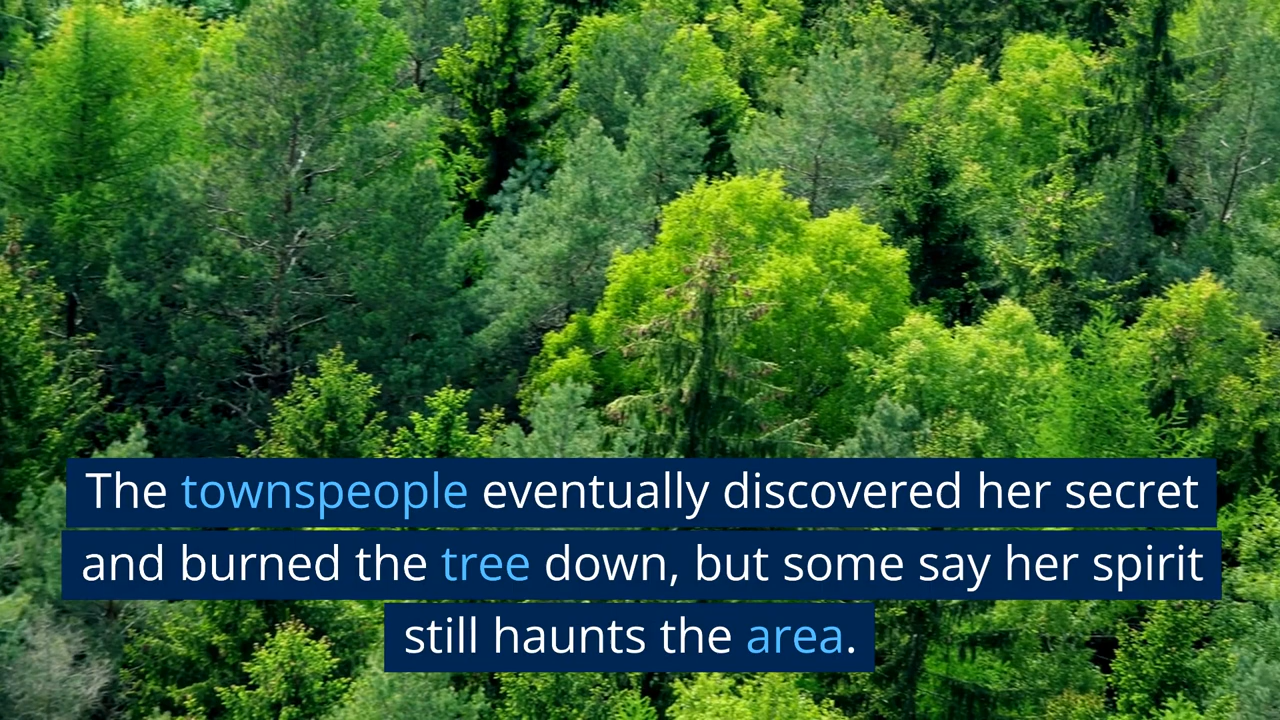 The townspeople eventually discovered her secret
and burned the tree down, but some say her spirit
still haunts the area.